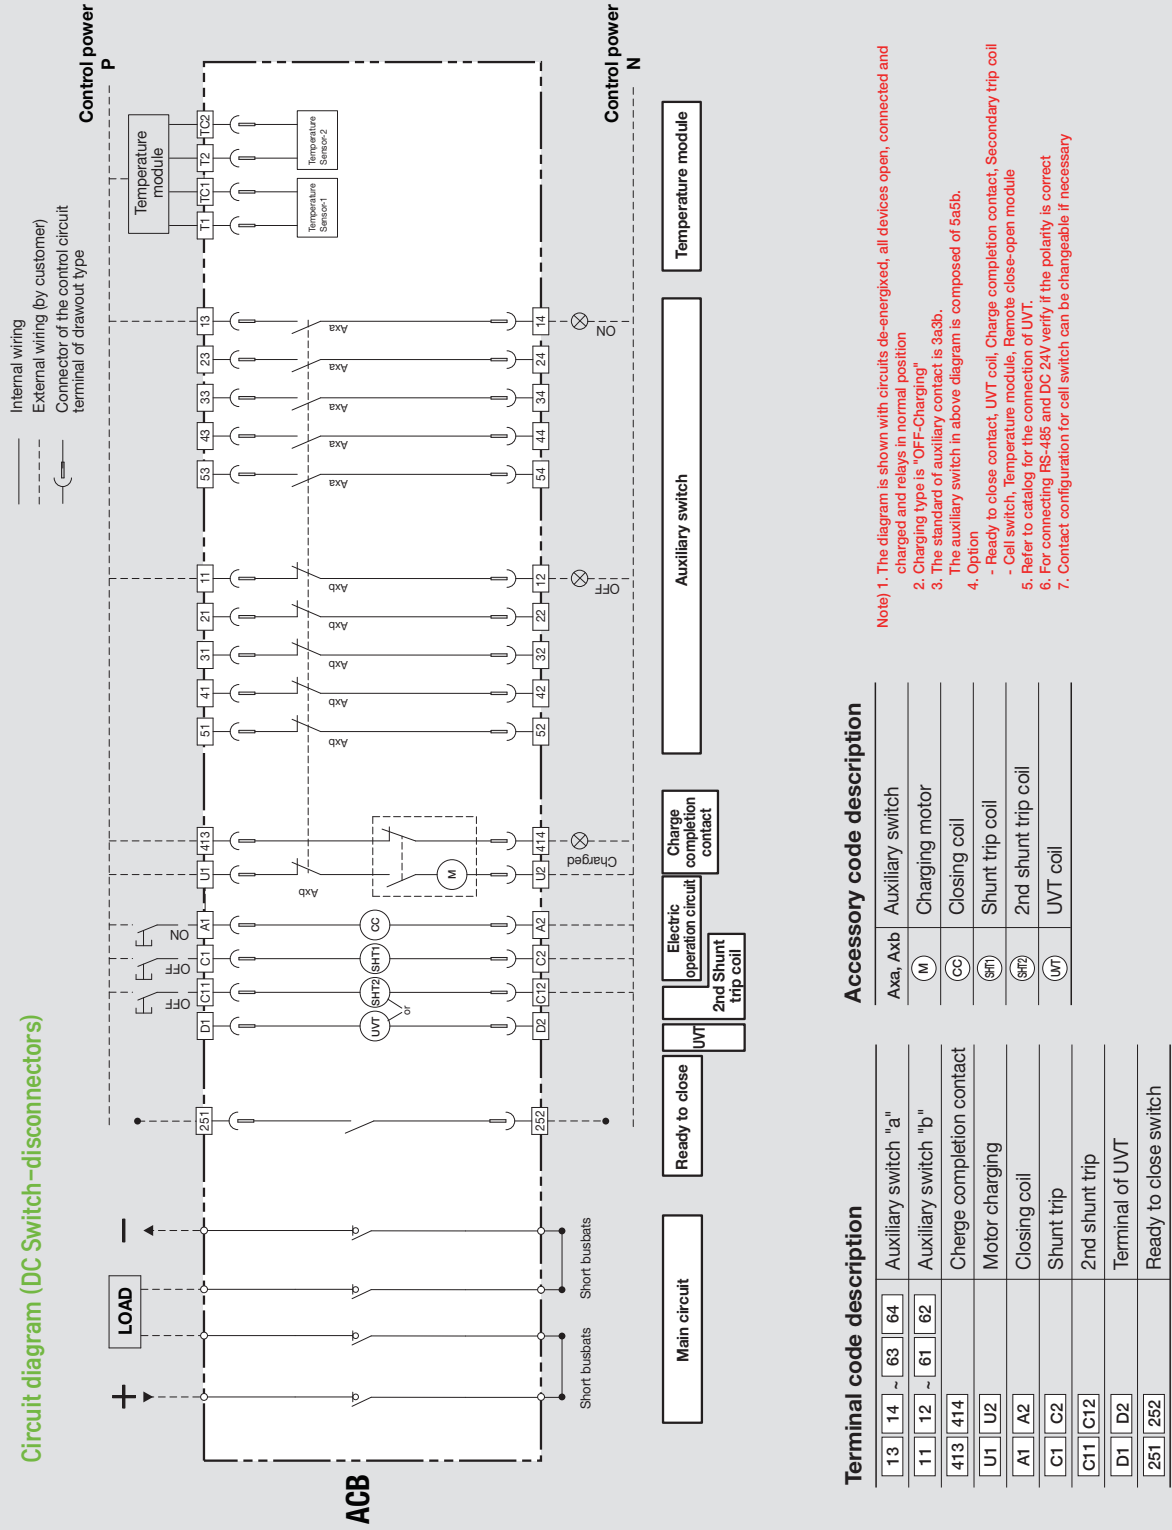 Circuit diagram (DC Switch-disconnectors)
Internal wiring
External wiring (by customer)
Connector of the control circuit
terminal of drawout type
Control power
P
LOAD
+
−
Temperature
module
ACB
251
D1
C11
C1
A1
U1
413
51
41
31
21
11
53
43
33
23
13
T1
TC1
T2
TC2
OFF
OFF
ON
UVT
SHT2
SHT1
CC
or
M
Axb
Axb
Axb
Axb
Axb
Axb
Axa
Axa
Axa
Axa
Axa
Temperature
Sensor-1
Temperature
Sensor-2
252
D2
C12
C2
A2
U2
414
52
42
32
22
12
54
44
34
24
14
Short busbats
Short busbats
Charged
OFF
ON
Control power
N
Main circuit
Ready to close
UVT
2nd Shunt
trip coil
Electric
operation circuit
Charge
completion
contact
Auxiliary switch
Temperature module
Terminal code description
13 14 ~ 63 64 Auxiliary switch "a"
11 12 ~ 61 62 Auxiliary switch "b"
413 414 Cherge completion contact
U1 U2 Motor charging
A1 A2 Closing coil
C1 C2 Shunt trip
C11 C12 2nd shunt trip
D1 D2 Terminal of UVT
251 252 Ready to close switch
Accessory code description
Axa, Axb Auxiliary switch
M Charging motor
CC Closing coil
SHT1 Shunt trip coil
SHT2 2nd shunt trip coil
UVT UVT coil
Note) 1. The diagram is shown with circuits de-energixed, all devices open, connected and
charged and relays in normal position
2. Charging type is "OFF-Charging"
3. The standard of auxiliary contact is 3a3b.
The auxiliary switch in above diagram is composed of 5a5b.
4. Option
- Ready to close contact, UVT coil, Charge completion contact, Secondary trip coil
- Cell switch, Temperature module, Remote close-open module
5. Refer to catalog for the connection of UVT.
6. For connecting RS-485 and DC 24V verify if the polarity is correct
7. Contact configuration for cell switch can be changeable if necessary